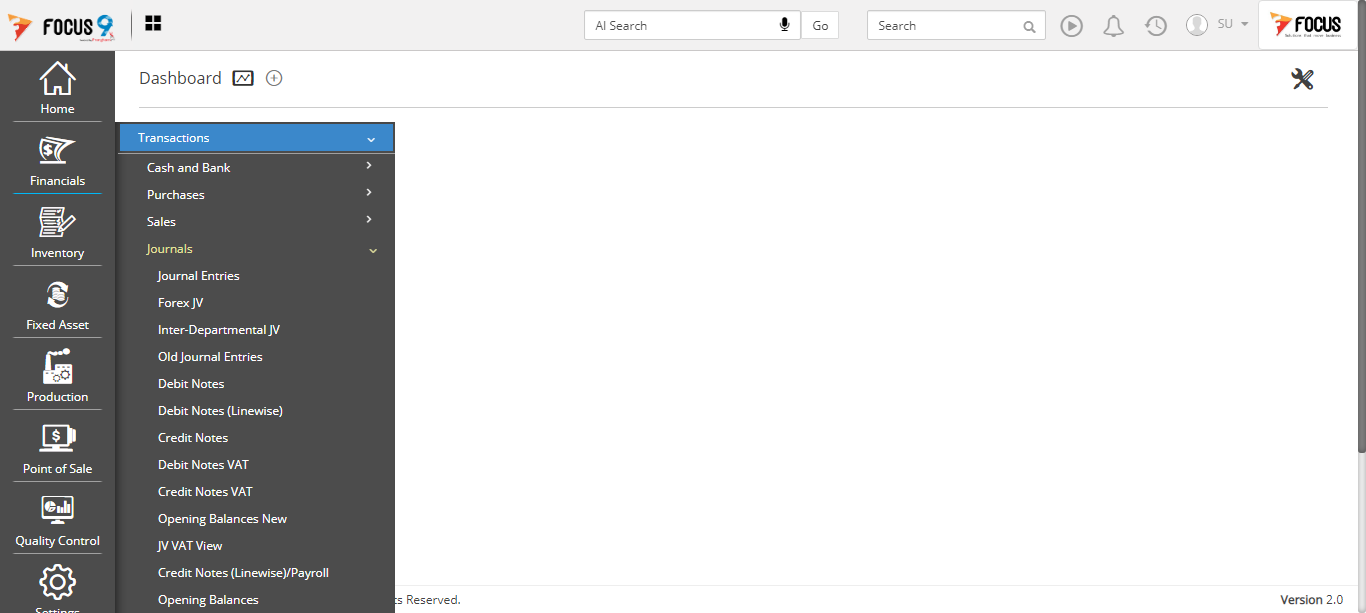 FOCUS 9
AI Search
Go
Search
SU
FOCUS
Dashboard
Home
Financials
Inventory
Fixed Asset
Production
Point of Sale
Quality Control
Settings
Transactions
Cash and Bank
Purchases
Sales
Journals
Journal Entries
Forex JV
Inter-Departmental JV
Old Journal Entries
Debit Notes
Debit Notes (Linewise)
Credit Notes
Debit Notes VAT
Credit Notes VAT
Opening Balances New
JV VAT View
Credit Notes (Linewise)/Payroll
Opening Balances
ts Reserved.
Version 2.0